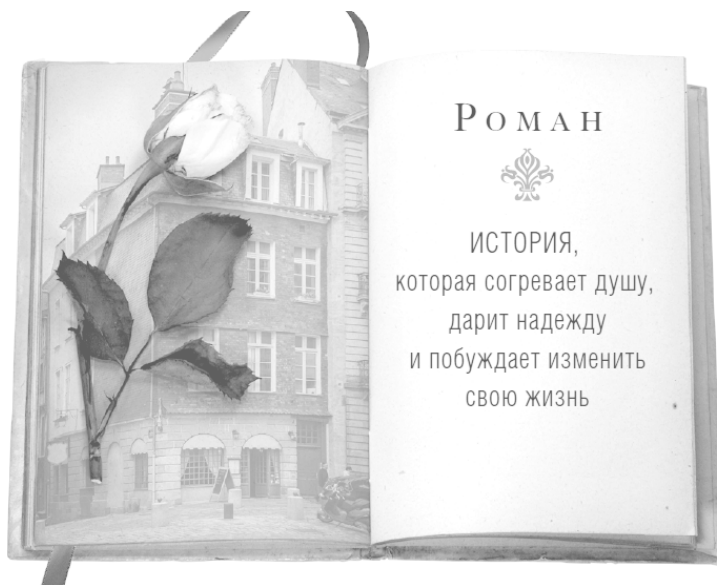 Роман
ИСТОРИЯ,
которая согревает душу,
дарит надежду
и побуждает изменить
свою жизнь